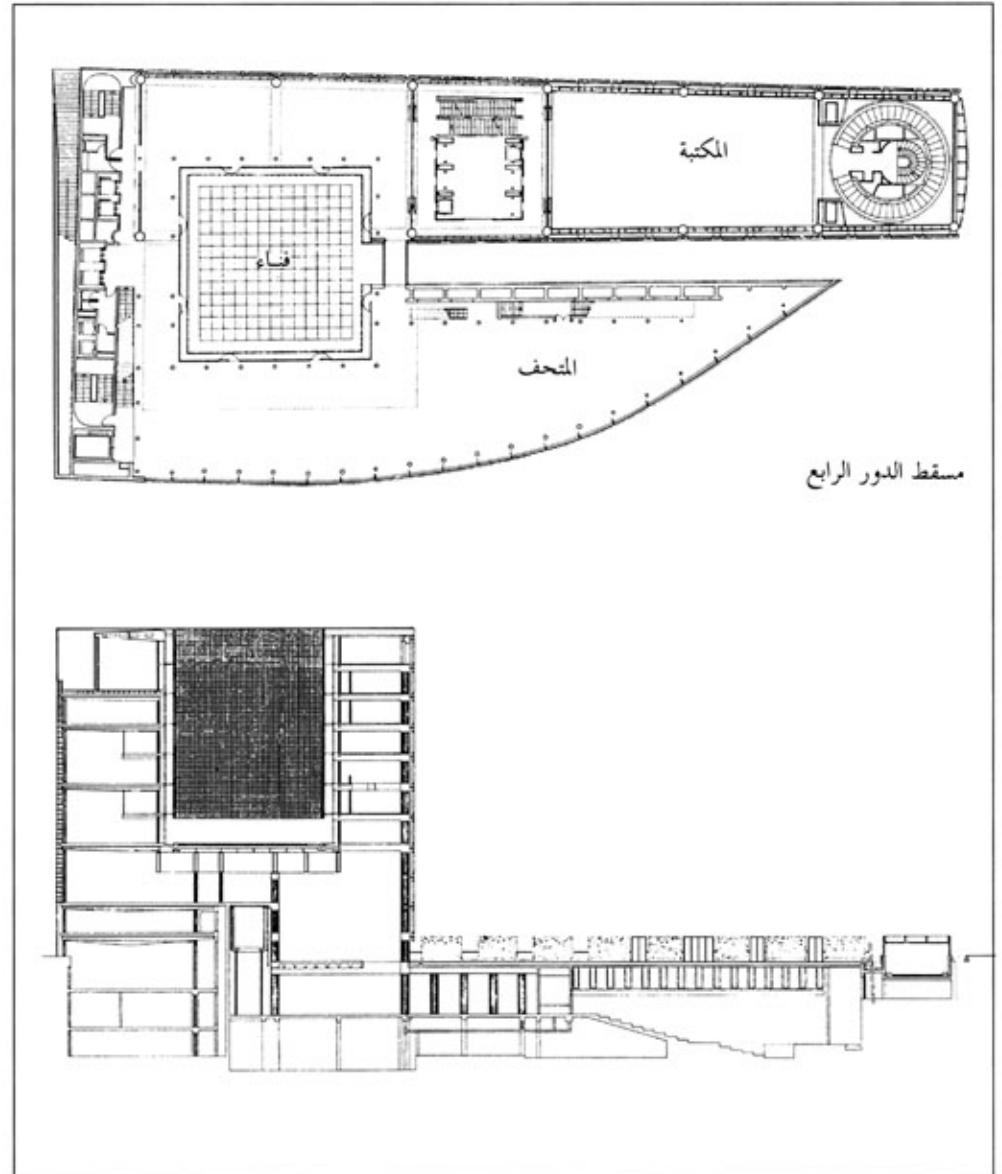 المكتبة
فناء
المتحف
مسقط الدور الرابع